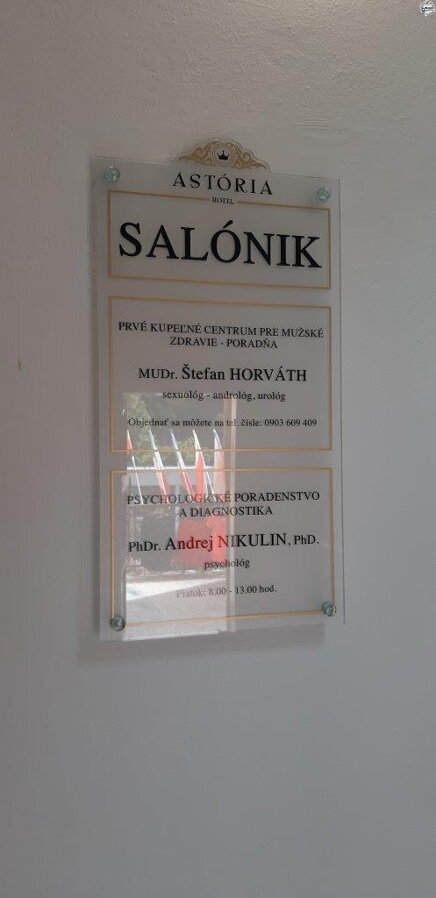 ASTÓRIA
HOTEL
SALÓNIK
PRVÉ KUPEĽNÉ CENTRUM PRE MUŽSKÉ
ZDRAVIE - PORADŇA
MUDr. Štefan HORVÁTH
sexuológ - andrológ, urológ
Objednať sa môžete na tel. čísle: 0903 609 409
PSYCHOLOGICKÉ PORADENSTVO
A DIAGNOSTIKA
PhDr. Andrej NIKULIN, PhD.
psychológ
Piatok: 8.00 - 13.00 hod.